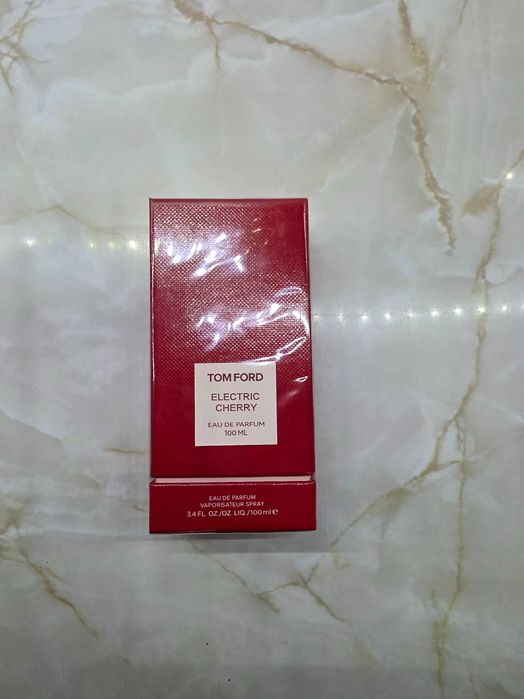 TOM FORD
ELECTRIC
CHERRY
EAU DE PARFUM
100 ML
EAU DE PARFUM
VAPORISATEUR SPRAY
3.4 FL. OZ./OZ. LIQ./100 ml ℮